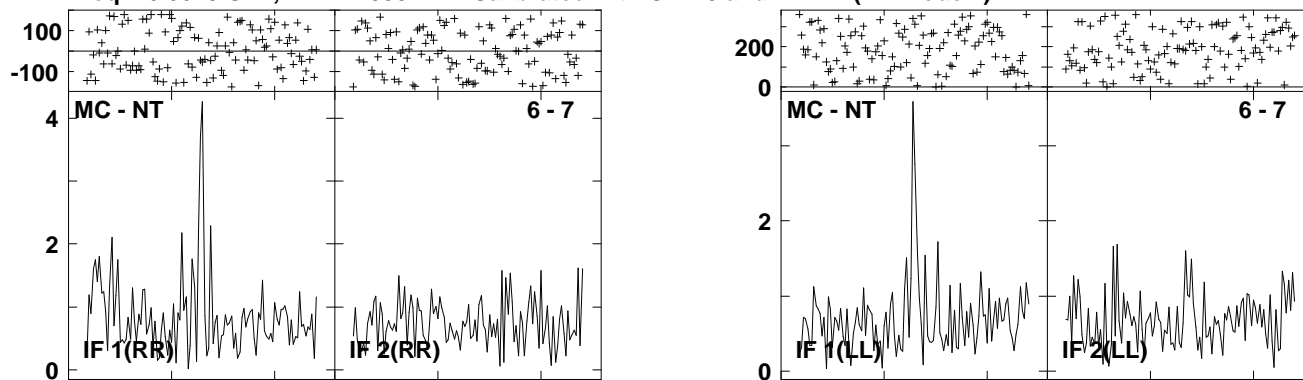 100
-100
MC - NT
6 - 7
4
2
0
IF 1(RR)
IF 2(RR)
200
0
MC - NT
6 - 7
2
0
IF 1(LL)
IF 2(LL)